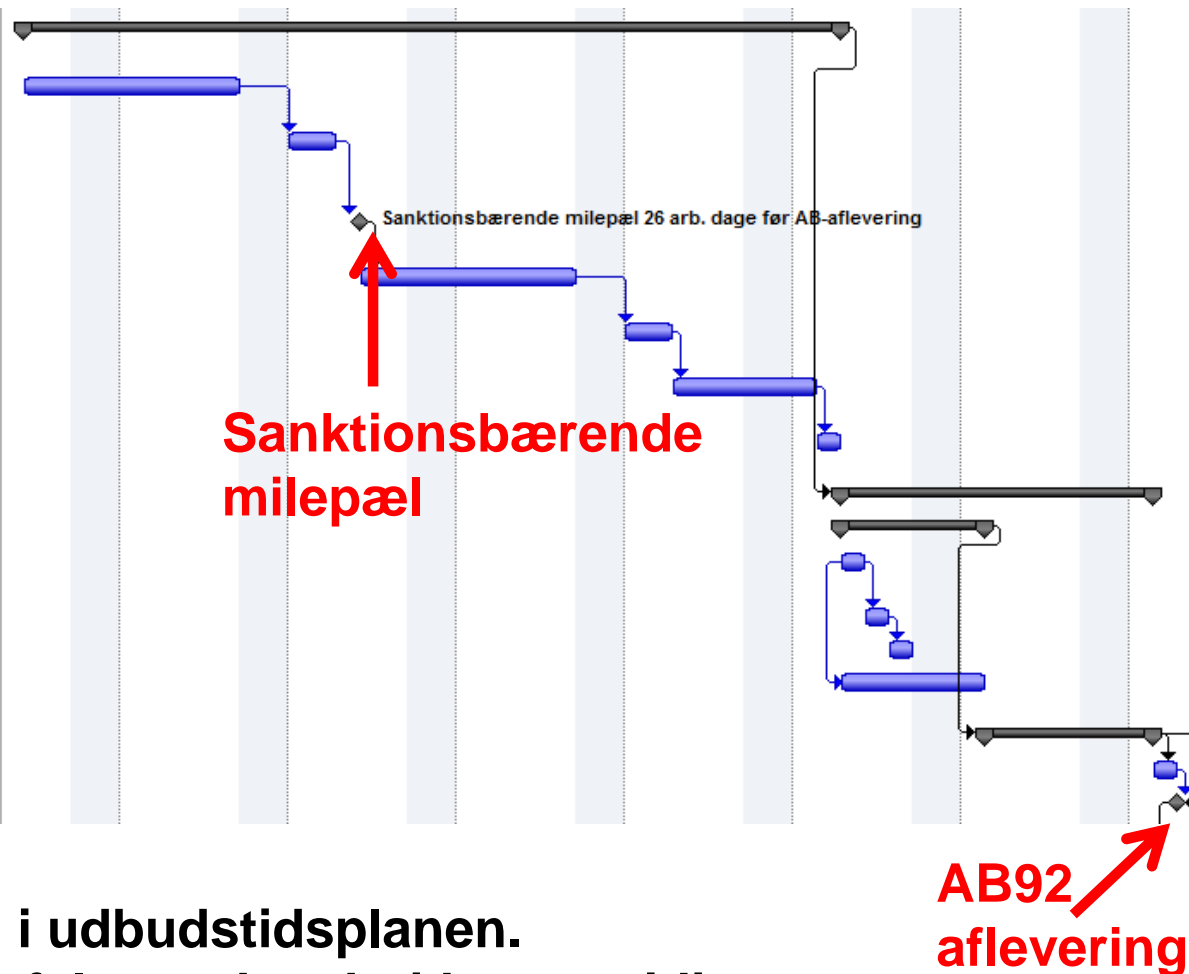 Sanktionsbærende milepæl 26 arb. dage før AB-aflevering
Sanktionsbærende
milepæl
AB92
aflevering
i udbudstidsplanen.